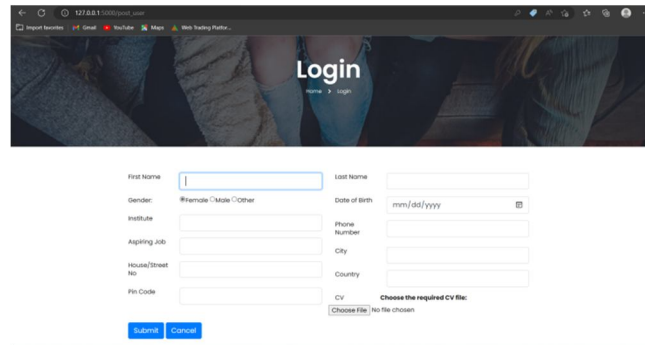 127.0.0.1:5000/post_user
Import favorites Gmail YouTube Maps Web Trading Platfor...
Login
Home > Login
First Name
Last Name
Gender: Female Male Other
Date of Birth mm/dd/yyyy
Institute
Phone Number
Aspiring Job
City
House/Street No
Country
Pin Code
CV Choose the required CV file:
Choose File No file chosen
Submit Cancel